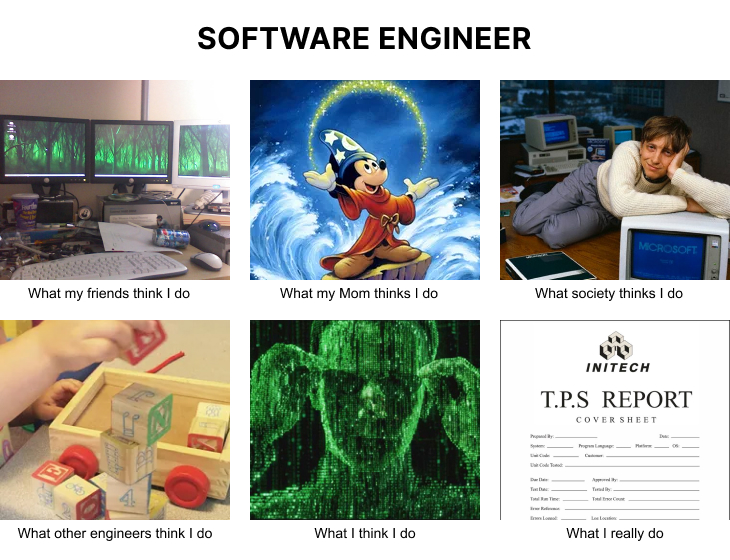 SOFTWARE ENGINEER
MICROSOFT
What my friends think I do
What my Mom thinks I do
What society thinks I do
INITECH
T.P.S REPORT
COVER SHEET
Prepared By: Date:
System: Program Language: Platform: OS:
Unit Code: Customer:
Unit Code Tested:
Due Date: Approved By:
Test Date: Tested By:
Total Run Time: Total Error Count:
Error Reference:
Errors Logged: Log Location:
What other engineers think I do
What I think I do
What I really do